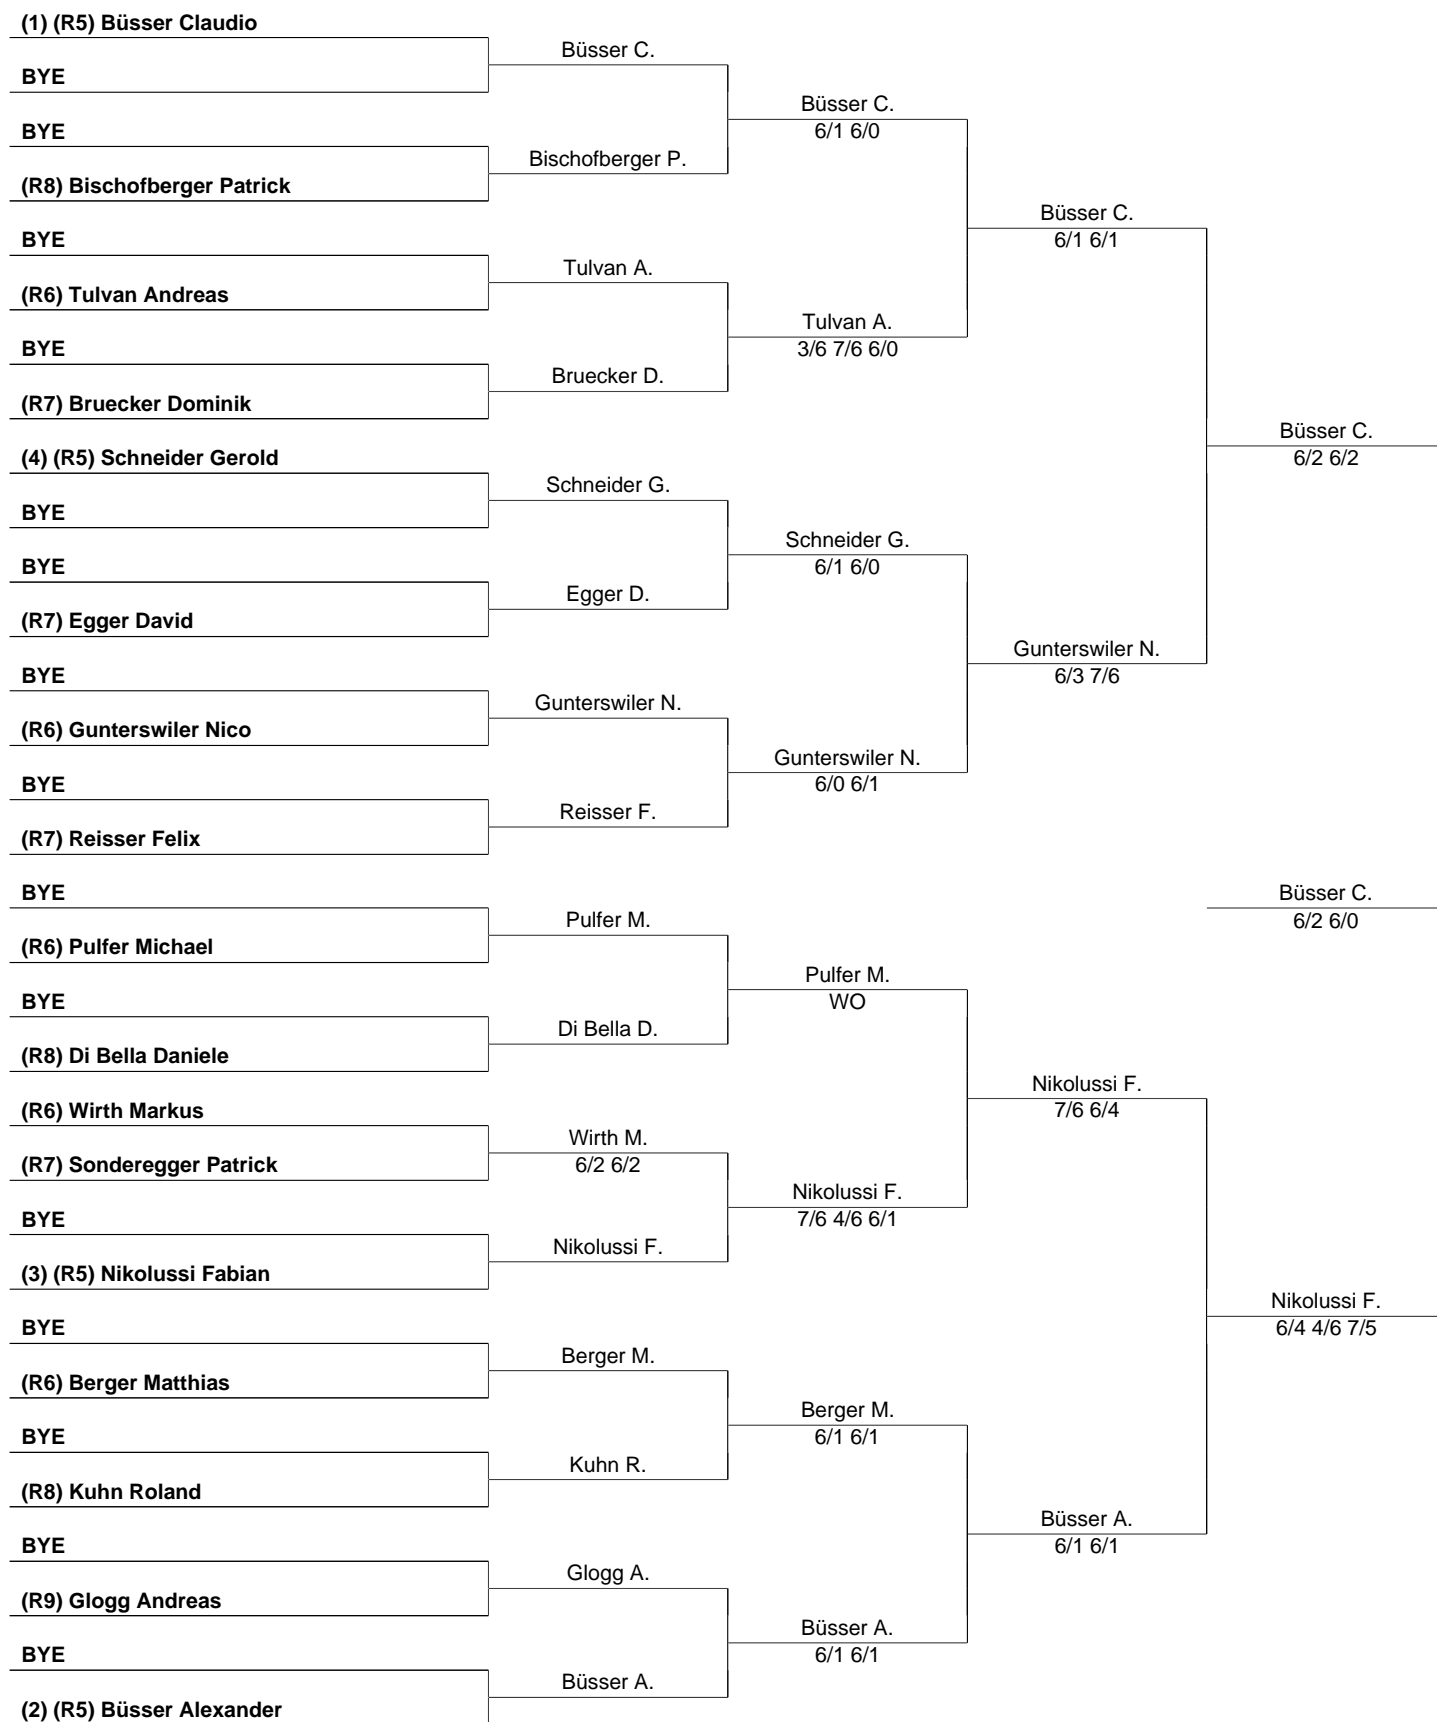 (1) (R5) Büsser Claudio
Büsser C.
BYE
Büsser C.
6/1 6/0
BYE
Bischofberger P.
(R8) Bischofberger Patrick
Büsser C.
6/1 6/1
BYE
Tulvan A.
(R6) Tulvan Andreas
Tulvan A.
3/6 7/6 6/0
BYE
Bruecker D.
(R7) Bruecker Dominik
Büsser C.
6/2 6/2
(4) (R5) Schneider Gerold
Schneider G.
BYE
Schneider G.
6/1 6/0
BYE
Egger D.
(R7) Egger David
Gunterswiler N.
6/3 7/6
BYE
Gunterswiler N.
(R6) Gunterswiler Nico
Gunterswiler N.
6/0 6/1
BYE
Reisser F.
(R7) Reisser Felix
BYE
Büsser C.
6/2 6/0
Pulfer M.
(R6) Pulfer Michael
Pulfer M.
WO
BYE
Di Bella D.
(R8) Di Bella Daniele
Nikolussi F.
7/6 6/4
(R6) Wirth Markus
Wirth M.
6/2 6/2
(R7) Sonderegger Patrick
Nikolussi F.
7/6 4/6 6/1
BYE
Nikolussi F.
(3) (R5) Nikolussi Fabian
Nikolussi F.
6/4 4/6 7/5
BYE
Berger M.
(R6) Berger Matthias
Berger M.
6/1 6/1
BYE
Kuhn R.
(R8) Kuhn Roland
Büsser A.
6/1 6/1
BYE
Glogg A.
(R9) Glogg Andreas
Büsser A.
6/1 6/1
BYE
Büsser A.
(2) (R5) Büsser Alexander